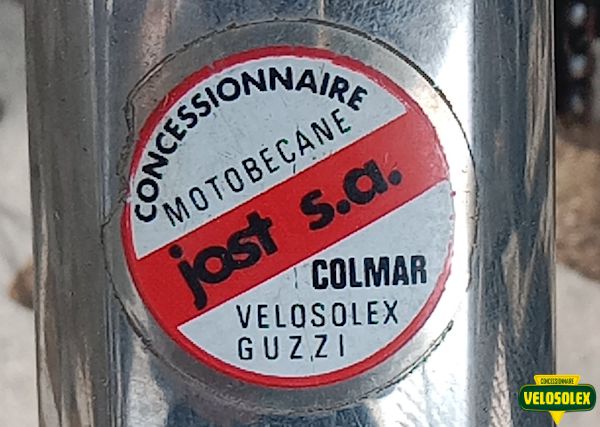 CONCESSIONNAIRE
MOTOBECANE
jost s.a.
COLMAR
VELOSOLEX
GUZZI
CONCESSIONNAIRE
VELOSOLEX